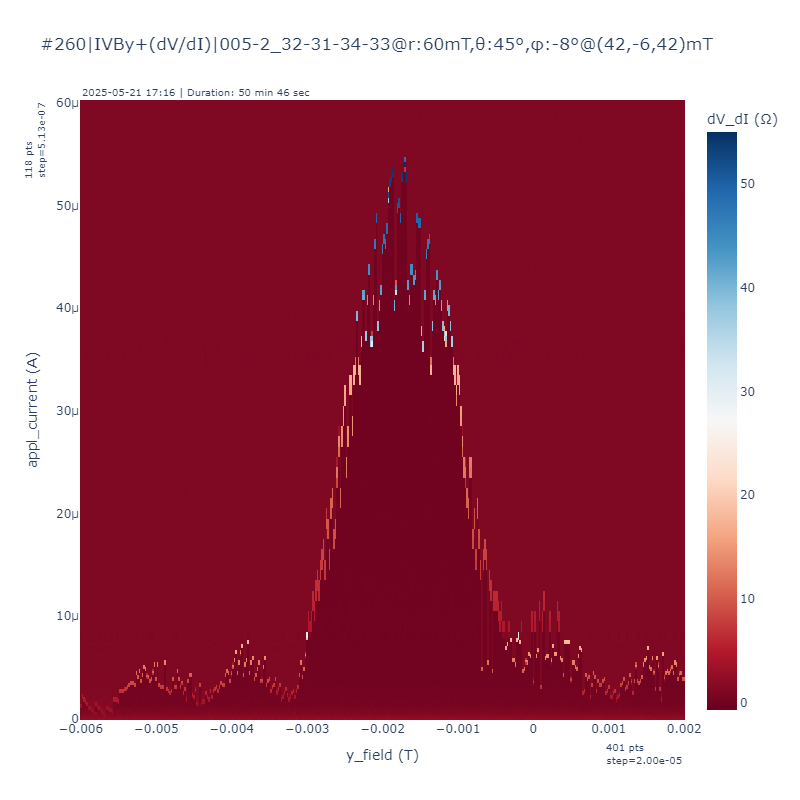 #260|IVBy+(dV/dI)|005-2_32-31-34-33@r:60mT,θ:45°,φ:-8°@(42,-6,42)mT
2025-05-21 17:16 | Duration: 50 min 46 sec
118 pts
step=5.13e-07
dV_dI (Ω)
60μ
50μ
40μ
30μ
20μ
10μ
0
appl_current (A)
50
40
30
20
10
0
−0.006
−0.005
−0.004
−0.003
−0.002
−0.001
0
0.001
0.002
y_field (T)
401 pts
step=2.00e-05